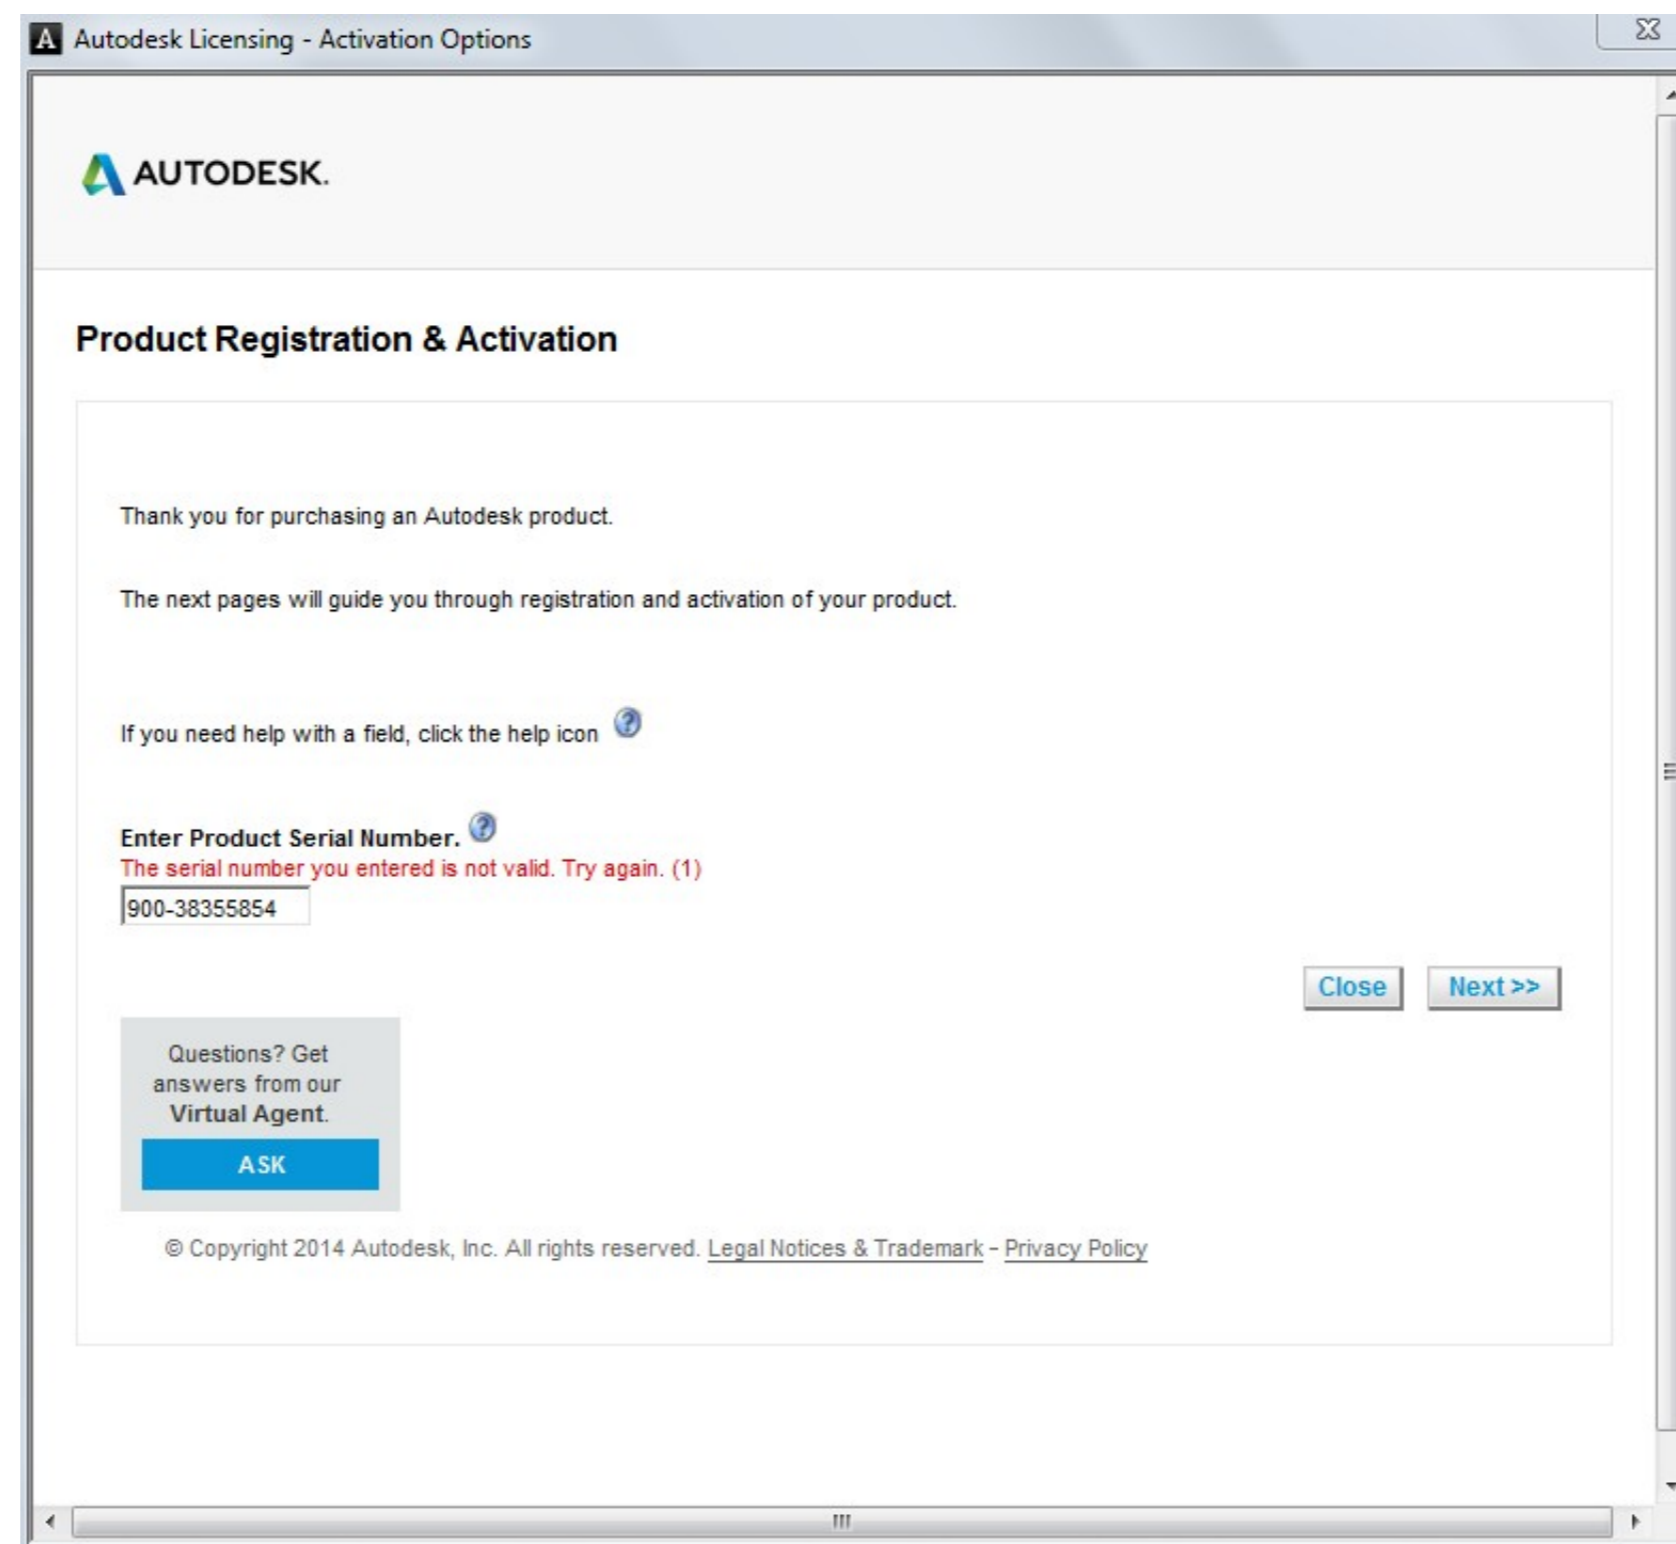 Autodesk Licensing - Activation Options
AUTODESK.
Product Registration & Activation
Thank you for purchasing an Autodesk product.
The next pages will guide you through registration and activation of your product.
If you need help with a field, click the help icon ?
Enter Product Serial Number. ?
The serial number you entered is not valid. Try again. (1)
900-38355854
Close Next >>
Questions? Get
answers from our
Virtual Agent.
ASK
© Copyright 2014 Autodesk, Inc. All rights reserved. Legal Notices & Trademark - Privacy Policy